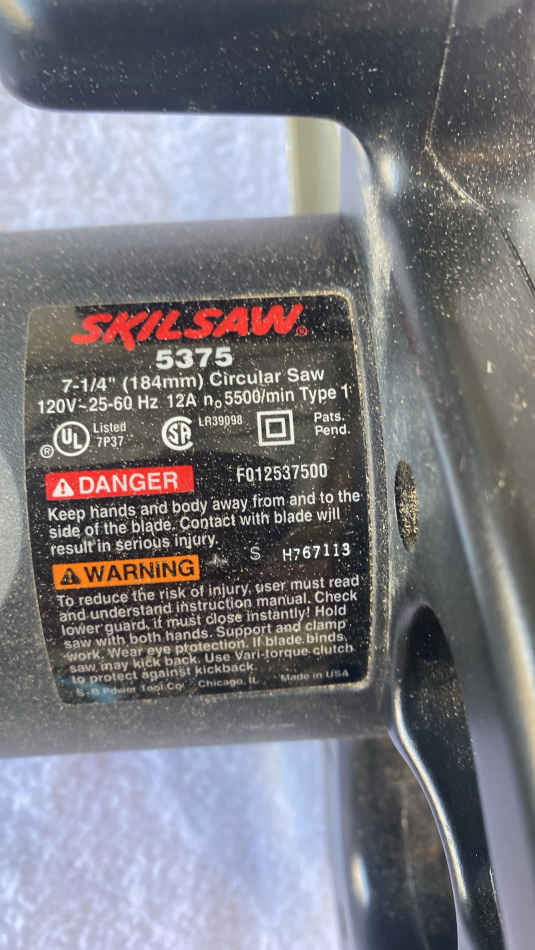 SKILSAW®
5375
7-1/4" (184mm) Circular Saw
120V~25-60 Hz 12A no 5500/min Type 1
® UL Listed 7P37 SP LR39098 Pats. Pend.
DANGER F012537500
Keep hands and body away from and to the
side of the blade. Contact with blade will
result in serious injury.
S H767113
WARNING
To reduce the risk of injury, user must read
and understand instruction manual. Check
lower guard, it must close instantly! Hold
saw with both hands. Support and clamp
work. Wear eye protection. If blade binds,
saw may kick back. Use Vari-torque clutch
to protect against kickback.
S-B Power Tool Co. Chicago, IL Made in USA